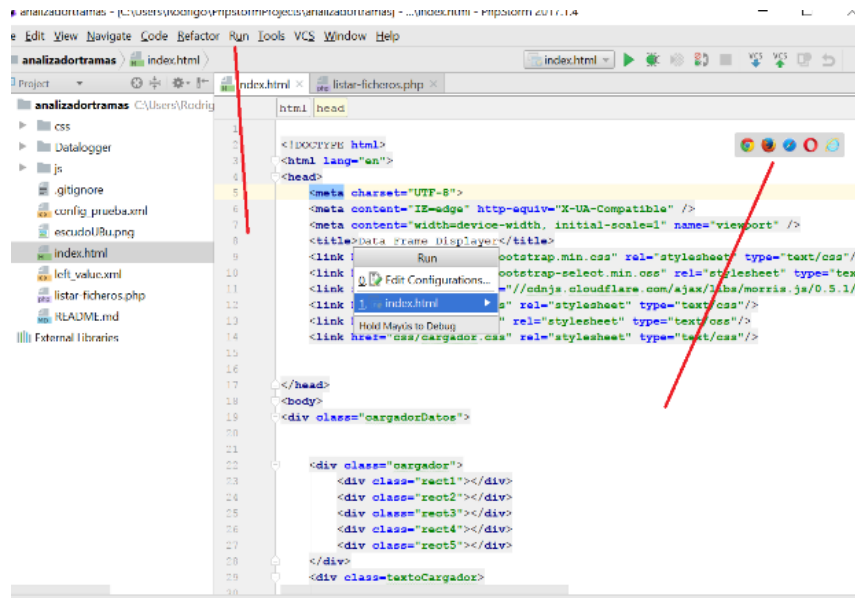 analizadortramas - [C:\Users\Rodrigo\PhpstormProjects\analizadortramas] - ...\index.html - PhpStorm 2017.1.4
e Edit View Navigate Code Refactor Run Tools VCS Window Help
analizadortramas index.html
index.html
VCS VCS
Project
index.html × listar-ficheros.php ×
analizadortramas C:\Users\Rodrig
css
Datalogger
js
.gitignore
config_prueba.xml
escudoUBu.png
index.html
left_value.xml
listar-ficheros.php
README.md
External Libraries
html head
1
2 <!DOCTYPE html>
3 <html lang="en">
4 <head>
5 <meta charset="UTF-8">
6 <meta content="IE=edge" http-equiv="X-UA-Compatible" />
7 <meta content="width=device-width, initial-scale=1" name="viewport" />
8 <title>Data Frame Displayer</title>
9 <link ootstrap.min.css" rel="stylesheet" type="text/css"/
10 <link ootstrap-select.min.css" rel="stylesheet" type="tex
11 <link ="//cdnjs.cloudflare.com/ajax/libs/morris.js/0.5.1/
12 <link s" rel="stylesheet" type="text/css"/>
13 <link " rel="stylesheet" type="text/css"/>
14 <link href="css/cargador.css" rel="stylesheet" type="text/css"/>
15
16
17 </head>
18 <body>
19 <div class="cargadorDatos">
20
21
22 <div class="cargador">
23 <div class="rect1"></div>
24 <div class="rect2"></div>
25 <div class="rect3"></div>
26 <div class="rect4"></div>
27 <div class="rect5"></div>
28 </div>
29 <div class=textoCargador>
30
Run
0. Edit Configurations...
1. index.html
Hold Mayús to Debug